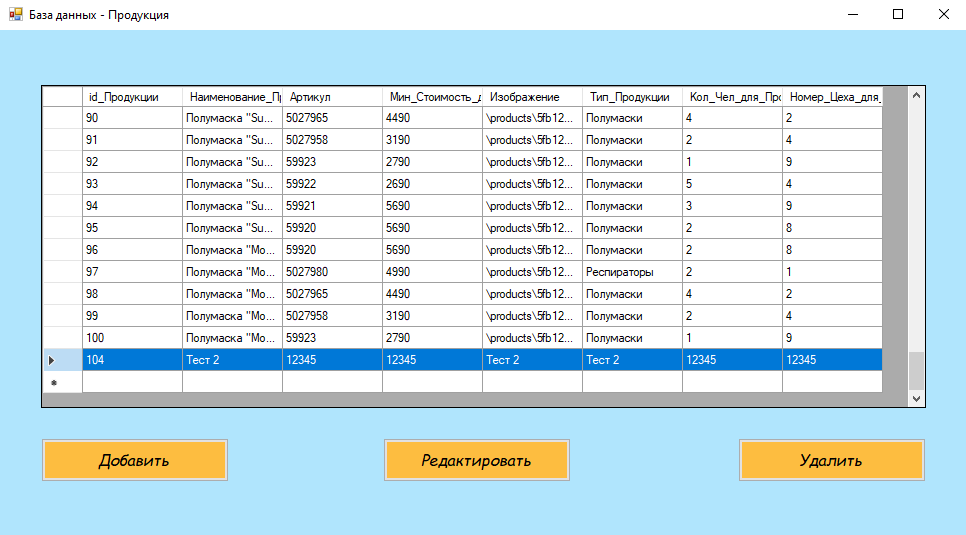 База данных - Продукция
id_Продукции Наименование_Пр Артикул Мин_Стоимость_д Изображение Тип_Продукции Кол_Чел_для_Про Номер_Цеха_для_
90 Полумаска "Su... 5027965 4490 \products\5fb12... Полумаски 4 2
91 Полумаска "Su... 5027958 3190 \products\5fb12... Полумаски 2 4
92 Полумаска "Su... 59923 2790 \products\5fb12... Полумаски 1 9
93 Полумаска "Su... 59922 2690 \products\5fb12... Полумаски 5 4
94 Полумаска "Su... 59921 5690 \products\5fb12... Полумаски 3 9
95 Полумаска "Su... 59920 5690 \products\5fb12... Полумаски 2 8
96 Полумаска "Mo... 59920 5690 \products\5fb12... Полумаски 2 8
97 Полумаска "Mo... 5027980 4990 \products\5fb12... Респираторы 2 1
98 Полумаска "Mo... 5027965 4490 \products\5fb12... Полумаски 4 2
99 Полумаска "Mo... 5027958 3190 \products\5fb12... Полумаски 2 4
100 Полумаска "Mo... 59923 2790 \products\5fb12... Полумаски 1 9
104 Тест 2 12345 12345 Тест 2 Тест 2 12345 12345
Добавить Редактировать Удалить